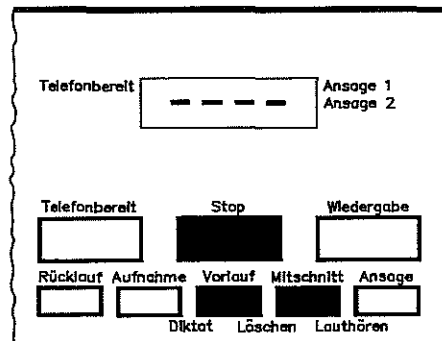 Telefonbereit Ansage 1
Ansage 2
Telefonbereit Stop Wiedergabe
Rücklauf Aufnahme Vorlauf Mitschnitt Ansage
Diktat Löschen Lauthören